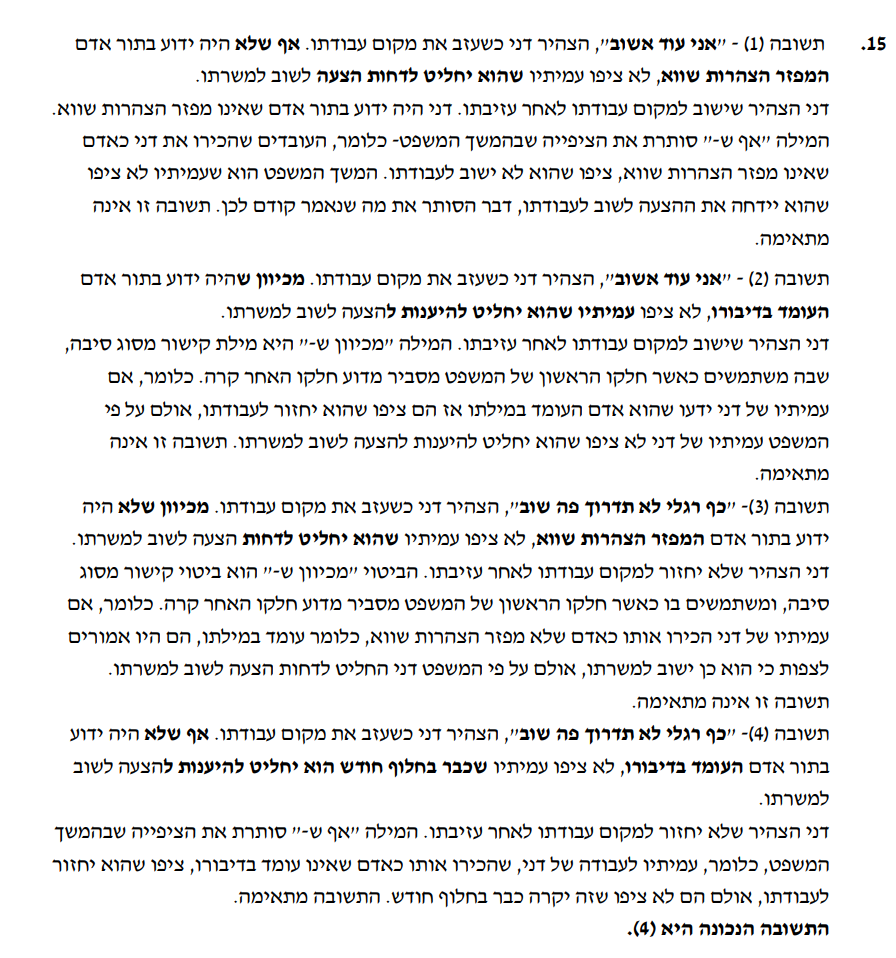 15. תשובה (1) - "אני עוד אשוב", הצהיר דני כשעזב את מקום עבודתו. אף שלא היה ידוע בתור אדם
המפזר הצהרות שווא, לא ציפו עמיתיו שהוא יחליט לדחות הצעה לשוב למשרתו.
דני הצהיר שישוב למקום עבודתו לאחר עזיבתו. דני היה ידוע בתור אדם שאינו מפזר הצהרות שווא.
המילה "אף ש-" סותרת את הציפייה שבהמשך המשפט- כלומר, העובדים שהכירו את דני כאדם
שאינו מפזר הצהרות שווא, ציפו שהוא לא ישוב לעבודתו. המשך המשפט הוא שעמיתיו לא ציפו
שהוא יידחה את ההצעה לשוב לעבודתו, דבר הסותר את מה שנאמר קודם לכן. תשובה זו אינה
מתאימה.
תשובה (2) - "אני עוד אשוב", הצהיר דני כשעזב את מקום עבודתו. מכיוון שהיה ידוע בתור אדם
העומד בדיבורו, לא ציפו עמיתיו שהוא יחליט להיענות להצעה לשוב למשרתו.
דני הצהיר שישוב למקום עבודתו לאחר עזיבתו. המילה "מכיוון ש-" היא מילת קישור מסוג סיבה,
שבה משתמשים כאשר חלקו הראשון של המשפט מסביר מדוע חלקו האחר קרה. כלומר, אם
עמיתיו של דני ידעו שהוא אדם העומד במילתו אז הם ציפו שהוא יחזור לעבודתו, אולם על פי
המשפט עמיתיו של דני לא ציפו שהוא יחליט להיענות להצעה לשוב למשרתו. תשובה זו אינה
מתאימה.
תשובה (3)- "כף רגלי לא תדרוך פה שוב", הצהיר דני כשעזב את מקום עבודתו. מכיוון שלא היה
ידוע בתור אדם המפזר הצהרות שווא, לא ציפו עמיתיו שהוא יחליט לדחות הצעה לשוב למשרתו.
דני הצהיר שלא יחזור למקום עבודתו לאחר עזיבתו. הביטוי "מכיוון ש-" הוא ביטוי קישור מסוג
סיבה, ומשתמשים בו כאשר חלקו הראשון של המשפט מסביר מדוע חלקו האחר קרה. כלומר, אם
עמיתיו של דני הכירו אותו כאדם שלא מפזר הצהרות שווא, כלומר עומד במילתו, הם היו אמורים
לצפות כי הוא כן ישוב למשרתו, אולם על פי המשפט דני החליט לדחות הצעה לשוב למשרתו.
תשובה זו אינה מתאימה.
תשובה (4)- "כף רגלי לא תדרוך פה שוב", הצהיר דני כשעזב את מקום עבודתו. אף שלא היה ידוע
בתור אדם העומד בדיבורו, לא ציפו עמיתיו שכבר בחלוף חודש הוא יחליט להיענות להצעה לשוב
למשרתו.
דני הצהיר שלא יחזור למקום עבודתו לאחר עזיבתו. המילה "אף ש-" סותרת את הציפייה שבהמשך
המשפט, כלומר, עמיתיו לעבודה של דני, שהכירו אותו כאדם שאינו עומד בדיבורו, ציפו שהוא יחזור
לעבודתו, אולם הם לא ציפו שזה יקרה כבר בחלוף חודש. התשובה מתאימה.
התשובה הנכונה היא (4).